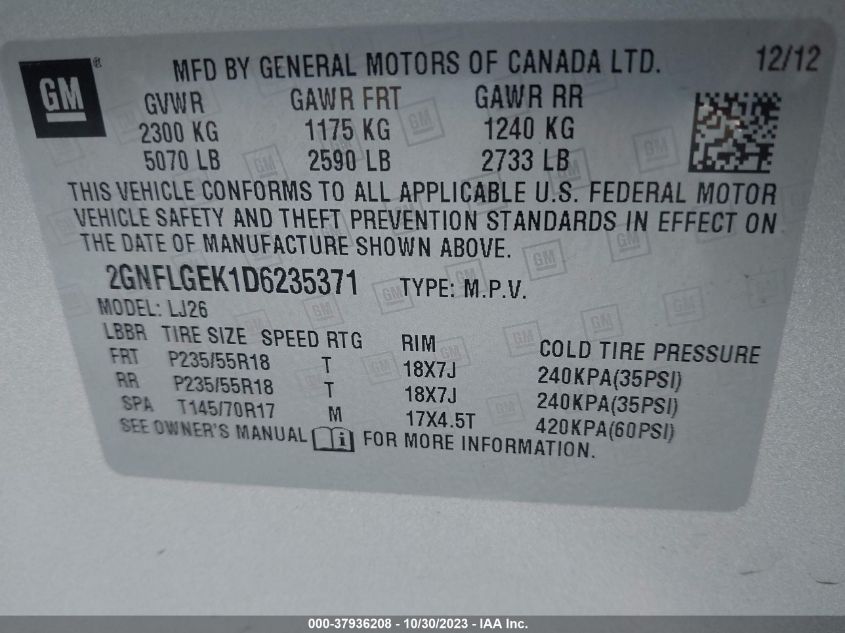 GM ® MFD BY GENERAL MOTORS OF CANADA LTD. 12/12
GVWR GAWR FRT GAWR RR
2300 KG 1175 KG 1240 KG
5070 LB 2590 LB 2733 LB
THIS VEHICLE CONFORMS TO ALL APPLICABLE U.S. FEDERAL MOTOR
VEHICLE SAFETY AND THEFT PREVENTION STANDARDS IN EFFECT ON
THE DATE OF MANUFACTURE SHOWN ABOVE.
2GNFLGEK1D6235371 TYPE: M.P.V.
MODEL: LJ26
LBBR TIRE SIZE SPEED RTG RIM COLD TIRE PRESSURE
FRT P235/55R18 T 18X7J 240KPA(35PSI)
RR P235/55R18 T 18X7J 240KPA(35PSI)
SPA T145/70R17 M 17X4.5T 420KPA(60PSI)
SEE OWNER'S MANUAL i FOR MORE INFORMATION.
000-37936208 - 10/30/2023 - IAA Inc.